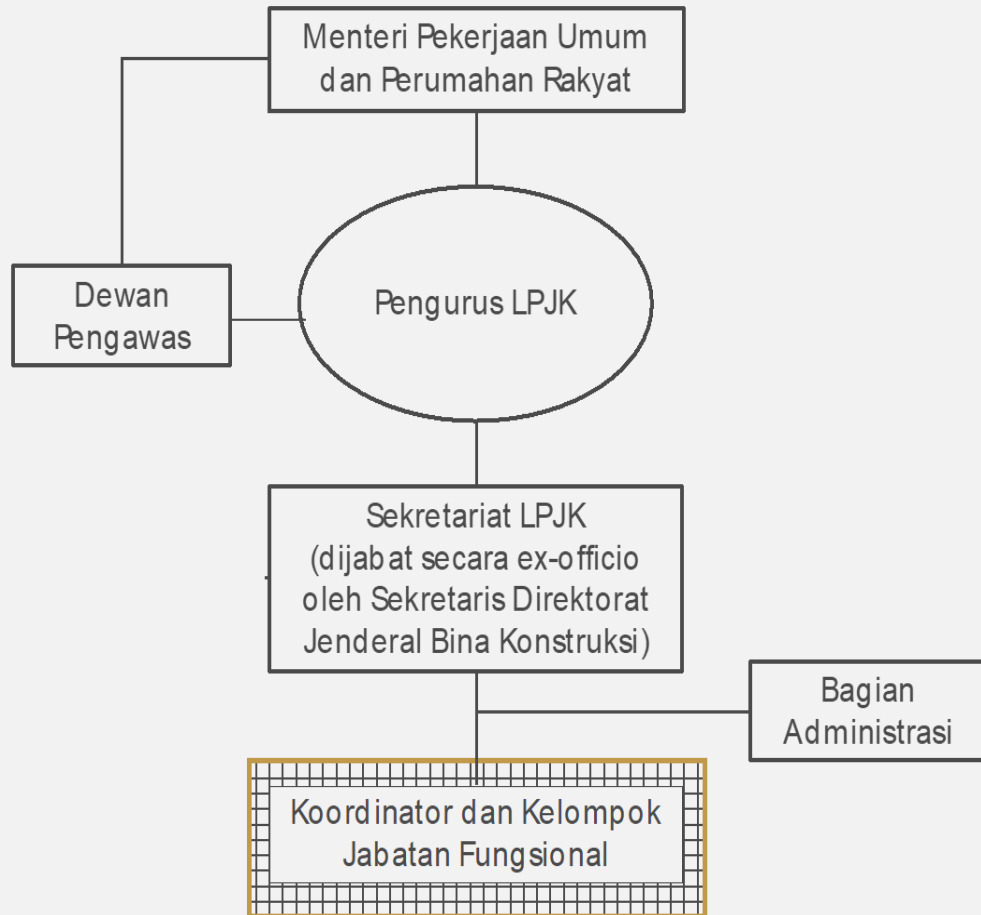 Menteri Pekerjaan Umum
dan Perumahan Rakyat
Dewan
Pengawas
Pengurus LPJK
Sekretariat LPJK
(dijabat secara ex-officio
oleh Sekretaris Direktorat
Jenderal Bina Konstruksi)
Bagian
Administrasi
Koordinator dan Kelompok
Jabatan Fungsional